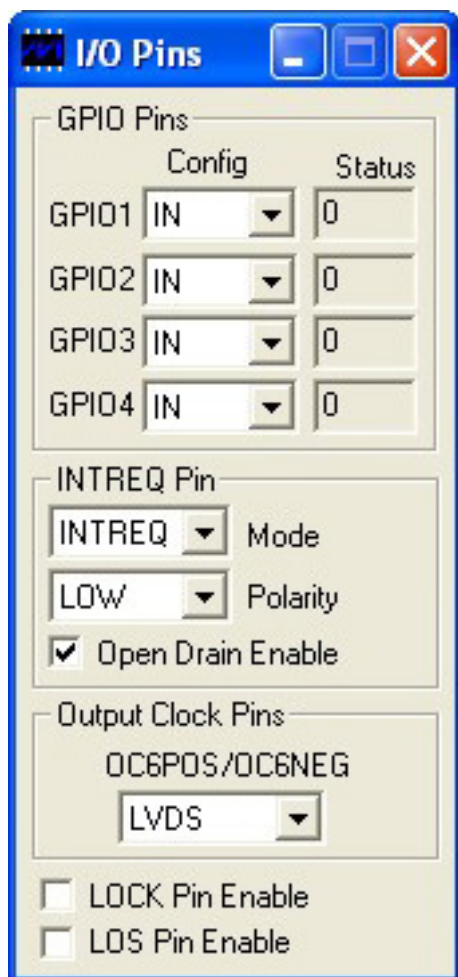 I/O Pins
GPIO Pins
Config Status
GPIO1 IN 0
GPIO2 IN 0
GPIO3 IN 0
GPIO4 IN 0
INTREQ Pin
INTREQ Mode
LOW Polarity
Open Drain Enable
Output Clock Pins
OC6POS/OC6NEG
LVDS
LOCK Pin Enable
LOS Pin Enable